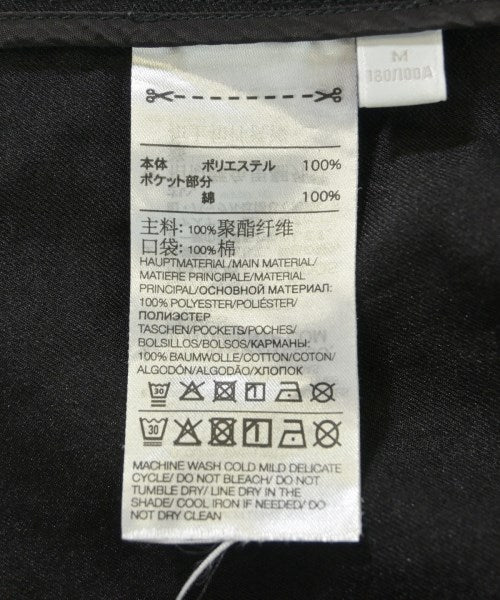 M
180/100A
本体 ポリエステル 100%
ポケット部分
綿 100%
主料: 100%聚酯纤维
口袋: 100%棉
HAUPTMATERIAL/MAIN MATERIAL/
MATIERE PRINCIPALE/MATERIAL
PRINCIPAL/ОСНОВНОЙ МАТЕРИАЛ:
100% POLYESTER/POLIÉSTER/
ПОЛИЭСТЕР
TASCHEN/POCKETS/POCHES/
BOLSILLOS/BOLSOS/КАРМАНЫ:
100% BAUMWOLLE/COTTON/COTON/
ALGODÓN/ALGODÃO/ХЛОПОК
30
30
MACHINE WASH COLD MILD DELICATE
CYCLE/ DO NOT BLEACH/ DO NOT
TUMBLE DRY/ LINE DRY IN THE
SHADE/ COOL IRON IF NEEDED/ DO
NOT DRY CLEAN